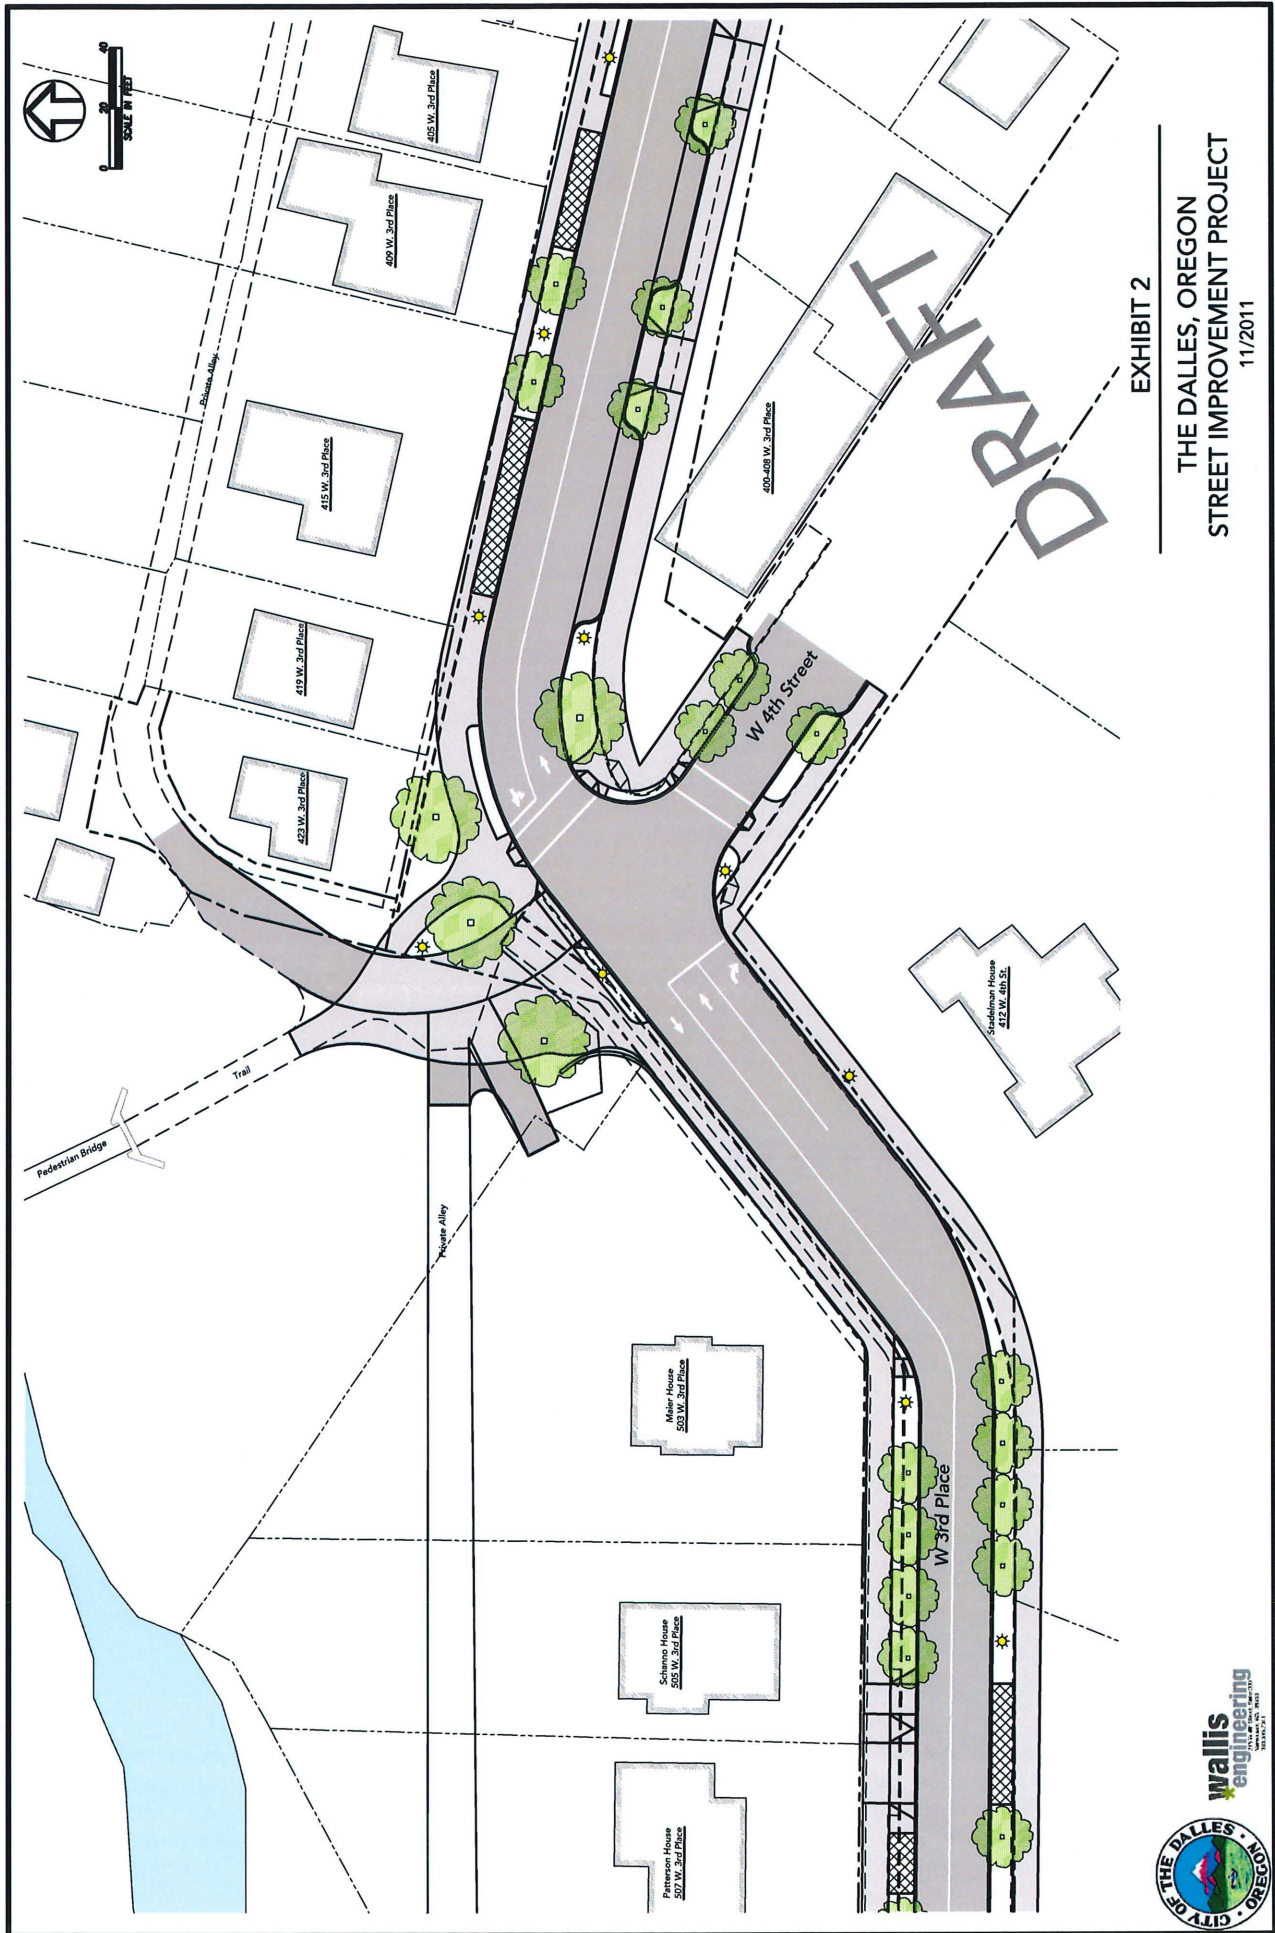 0 20 40
SCALE IN FEET
405 W. 3rd Place
409 W. 3rd Place
Private Alley
415 W. 3rd Place
419 W. 3rd Place
423 W. 3rd Place
400-408 W. 3rd Place
W 4th Street
Stadelman House
412 W. 4th St.
Trail
Pedestrian Bridge
Private Alley
Maier House
503 W. 3rd Place
W 3rd Place
Schanno House
505 W. 3rd Place
Patterson House
507 W. 3rd Place
DRAFT
EXHIBIT 2
THE DALLES, OREGON
STREET IMPROVEMENT PROJECT
11/2011
wallis
engineering
CITY OF THE DALLES • OREGON